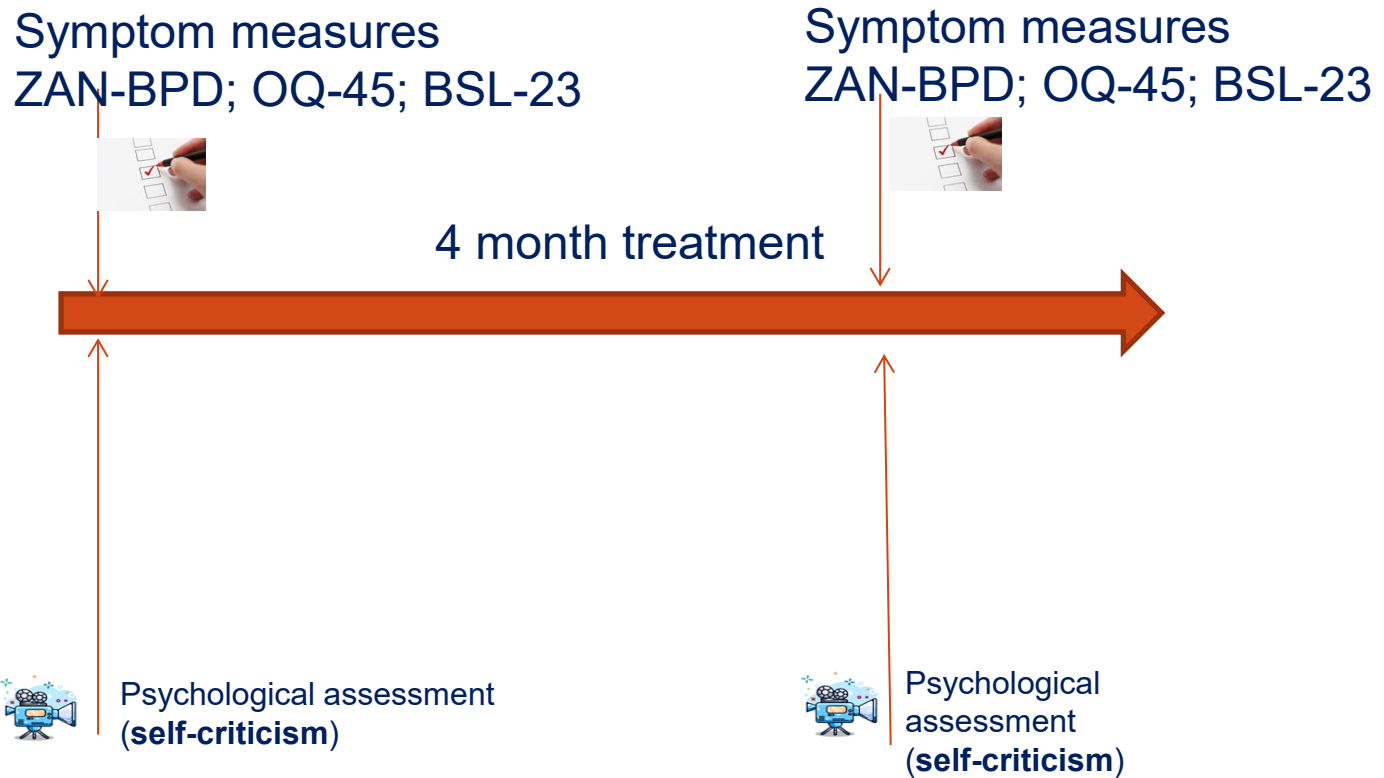 Symptom measures
ZAN-BPD; OQ-45; BSL-23
Symptom measures
ZAN-BPD; OQ-45; BSL-23
4 month treatment
Psychological assessment
(self-criticism)
Psychological
assessment
(self-criticism)